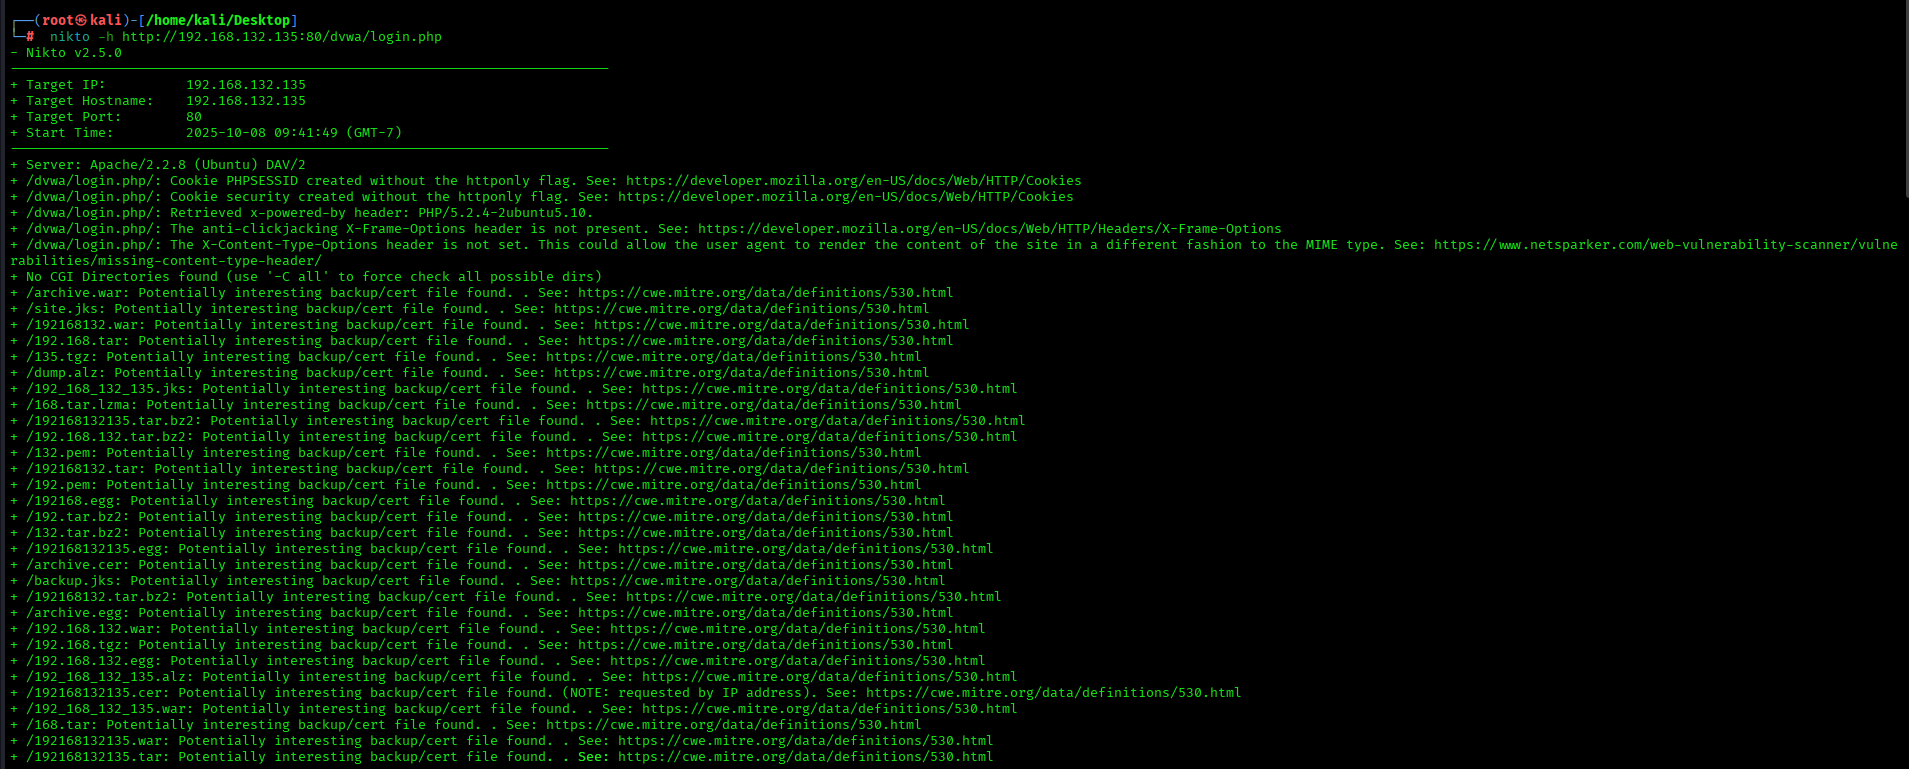 ┌──(root㉿kali)-[/home/kali/Desktop]
└─# nikto -h http://192.168.132.135:80/dvwa/login.php
- Nikto v2.5.0
---------------------------------------------------------------------------
+ Target IP:          192.168.132.135
+ Target Hostname:    192.168.132.135
+ Target Port:        80
+ Start Time:         2025-10-08 09:41:49 (GMT-7)
---------------------------------------------------------------------------
+ Server: Apache/2.2.8 (Ubuntu) DAV/2
+ /dvwa/login.php/: Cookie PHPSESSID created without the httponly flag. See: https://developer.mozilla.org/en-US/docs/Web/HTTP/Cookies
+ /dvwa/login.php/: Cookie security created without the httponly flag. See: https://developer.mozilla.org/en-US/docs/Web/HTTP/Cookies
+ /dvwa/login.php/: Retrieved x-powered-by header: PHP/5.2.4-2ubuntu5.10.
+ /dvwa/login.php/: The anti-clickjacking X-Frame-Options header is not present. See: https://developer.mozilla.org/en-US/docs/Web/HTTP/Headers/X-Frame-Options
+ /dvwa/login.php/: The X-Content-Type-Options header is not set. This could allow the user agent to render the content of the site in a different fashion to the MIME type. See: https://www.netsparker.com/web-vulnerability-scanner/vulne
rabilities/missing-content-type-header/
+ No CGI Directories found (use '-C all' to force check all possible dirs)
+ /archive.war: Potentially interesting backup/cert file found. . See: https://cwe.mitre.org/data/definitions/530.html
+ /site.jks: Potentially interesting backup/cert file found. . See: https://cwe.mitre.org/data/definitions/530.html
+ /192168132.war: Potentially interesting backup/cert file found. . See: https://cwe.mitre.org/data/definitions/530.html
+ /192.168.tar: Potentially interesting backup/cert file found. . See: https://cwe.mitre.org/data/definitions/530.html
+ /135.tgz: Potentially interesting backup/cert file found. . See: https://cwe.mitre.org/data/definitions/530.html
+ /dump.alz: Potentially interesting backup/cert file found. . See: https://cwe.mitre.org/data/definitions/530.html
+ /192_168_132_135.jks: Potentially interesting backup/cert file found. . See: https://cwe.mitre.org/data/definitions/530.html
+ /168.tar.lzma: Potentially interesting backup/cert file found. . See: https://cwe.mitre.org/data/definitions/530.html
+ /192168132135.tar.bz2: Potentially interesting backup/cert file found. . See: https://cwe.mitre.org/data/definitions/530.html
+ /192.168.132.tar.bz2: Potentially interesting backup/cert file found. . See: https://cwe.mitre.org/data/definitions/530.html
+ /132.pem: Potentially interesting backup/cert file found. . See: https://cwe.mitre.org/data/definitions/530.html
+ /192168132.tar: Potentially interesting backup/cert file found. . See: https://cwe.mitre.org/data/definitions/530.html
+ /192.pem: Potentially interesting backup/cert file found. . See: https://cwe.mitre.org/data/definitions/530.html
+ /192168.egg: Potentially interesting backup/cert file found. . See: https://cwe.mitre.org/data/definitions/530.html
+ /192.tar.bz2: Potentially interesting backup/cert file found. . See: https://cwe.mitre.org/data/definitions/530.html
+ /132.tar.bz2: Potentially interesting backup/cert file found. . See: https://cwe.mitre.org/data/definitions/530.html
+ /192168132135.egg: Potentially interesting backup/cert file found. . See: https://cwe.mitre.org/data/definitions/530.html
+ /archive.cer: Potentially interesting backup/cert file found. . See: https://cwe.mitre.org/data/definitions/530.html
+ /backup.jks: Potentially interesting backup/cert file found. . See: https://cwe.mitre.org/data/definitions/530.html
+ /192168132.tar.bz2: Potentially interesting backup/cert file found. . See: https://cwe.mitre.org/data/definitions/530.html
+ /archive.egg: Potentially interesting backup/cert file found. . See: https://cwe.mitre.org/data/definitions/530.html
+ /192.168.132.war: Potentially interesting backup/cert file found. . See: https://cwe.mitre.org/data/definitions/530.html
+ /192.168.tgz: Potentially interesting backup/cert file found. . See: https://cwe.mitre.org/data/definitions/530.html
+ /192.168.132.egg: Potentially interesting backup/cert file found. . See: https://cwe.mitre.org/data/definitions/530.html
+ /192_168_132_135.alz: Potentially interesting backup/cert file found. . See: https://cwe.mitre.org/data/definitions/530.html
+ /192168132135.cer: Potentially interesting backup/cert file found. (NOTE: requested by IP address). See: https://cwe.mitre.org/data/definitions/530.html
+ /192_168_132_135.war: Potentially interesting backup/cert file found. . See: https://cwe.mitre.org/data/definitions/530.html
+ /168.tar: Potentially interesting backup/cert file found. . See: https://cwe.mitre.org/data/definitions/530.html
+ /192168132135.war: Potentially interesting backup/cert file found. . See: https://cwe.mitre.org/data/definitions/530.html
+ /192168132135.tar: Potentially interesting backup/cert file found. . See: https://cwe.mitre.org/data/definitions/530.html